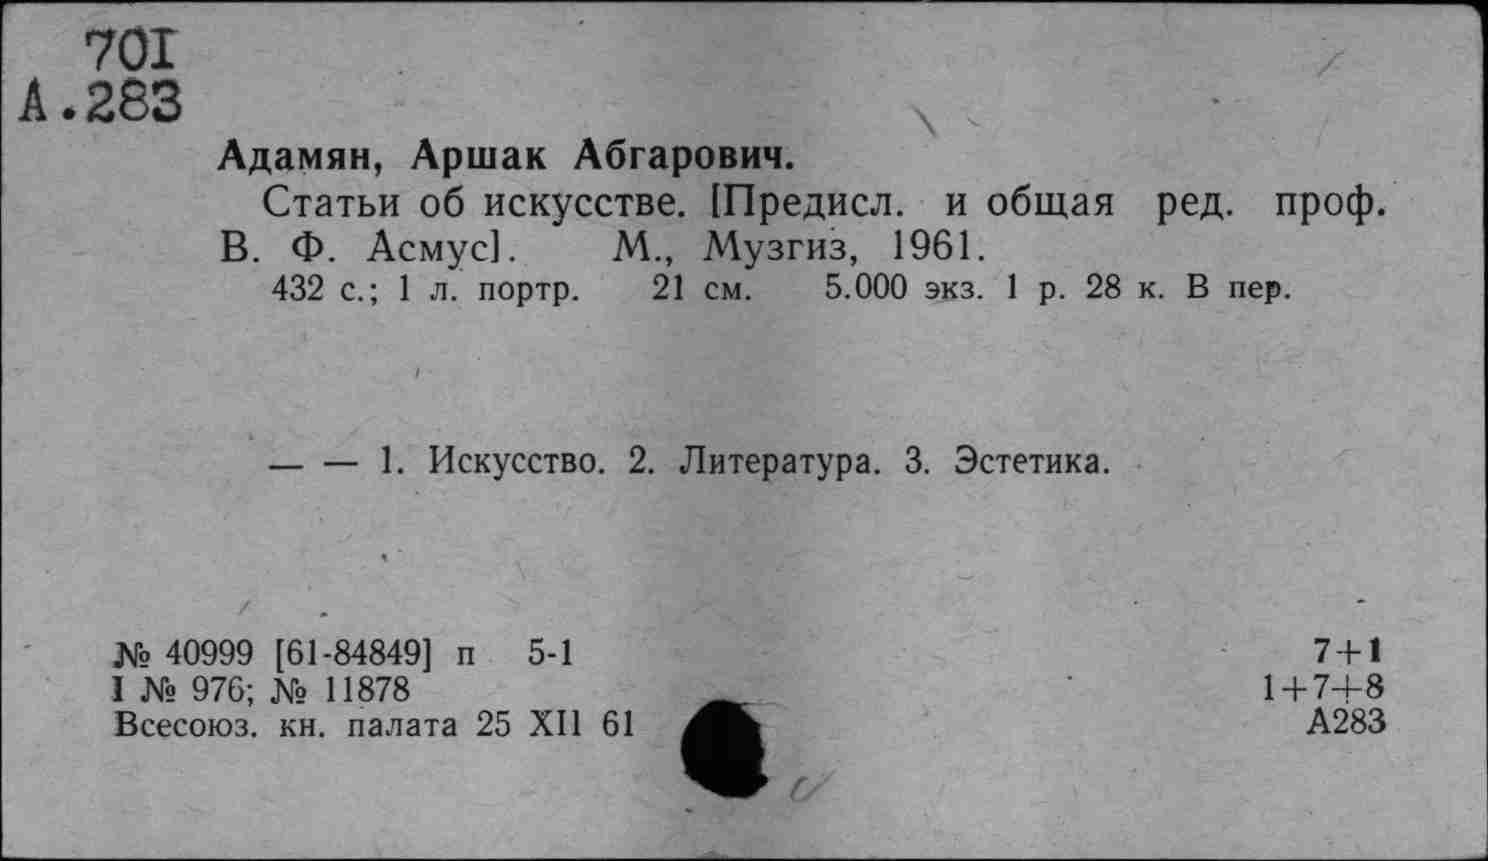 701
А.283
Адамян, Аршак Абгарович.
Статьи об искусстве. [Предисл. и общая ред. проф.
В. Ф. Асмус]. М., Музгиз, 1961.
432 с.; 1 л. портр. 21 см. 5.000 экз. 1 р. 28 к. В пер.
— — 1. Искусство. 2. Литература. 3. Эстетика.
№ 40999 [61-84849] п 5-1
7+1
I № 976; № 11878
1+7+8
Всесоюз. кн. палата 25 XII 61
А283